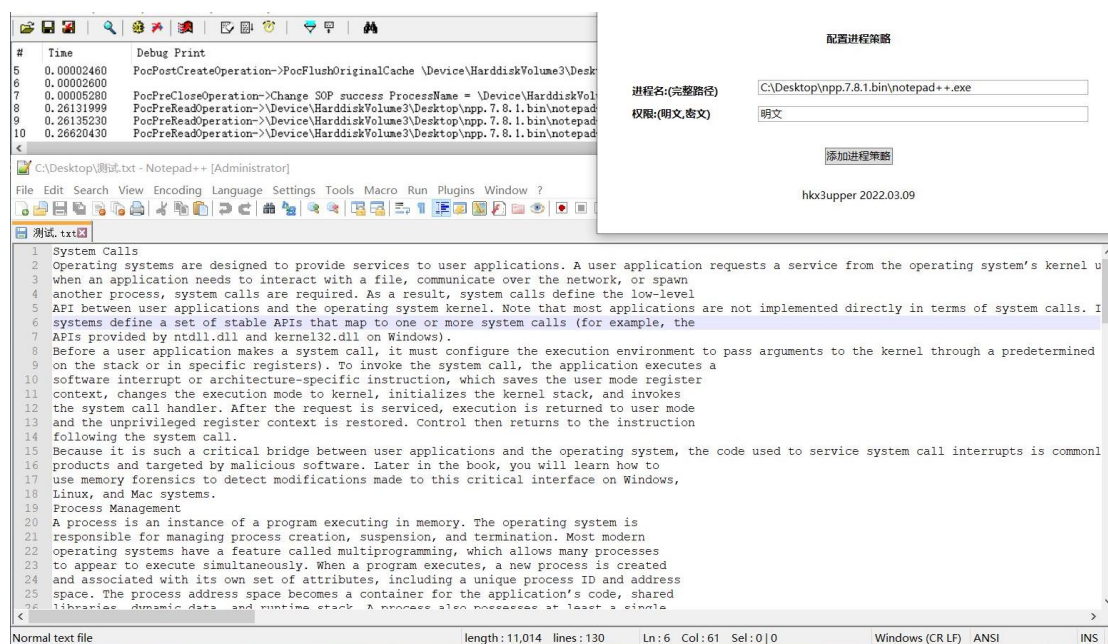 # Time Debug Print
5 0.00002460 PocPostCreateOperation->PocFlushOriginalCache \Device\HarddiskVolume3\Desk
6 0.00002600
7 0.00005280 PocPreCloseOperation->Change SOP success ProcessName = \Device\HarddiskVol
8 0.26131999 PocPreReadOperation->\Device\HarddiskVolume3\Desktop\npp.7.8.1.bin\notepad
9 0.26135230 PocPreReadOperation->\Device\HarddiskVolume3\Desktop\npp.7.8.1.bin\notepad
10 0.26620430 PocPreReadOperation->\Device\HarddiskVolume3\Desktop\npp.7.8.1.bin\notepad
配置进程策略
进程名:(完整路径) C:\Desktop\npp.7.8.1.bin\notepad++.exe
权限:(明文,密文) 明文
添加进程策略
hkx3upper 2022.03.09
C:\Desktop\测试.txt - Notepad++ [Administrator]
File Edit Search View Encoding Language Settings Tools Macro Run Plugins Window ?
测试.txt
1 System Calls
2 Operating systems are designed to provide services to user applications. A user application requests a service from the operating system's kernel u
3 when an application needs to interact with a file, communicate over the network, or spawn
4 another process, system calls are required. As a result, system calls define the low-level
5 API between user applications and the operating system kernel. Note that most applications are not implemented directly in terms of system calls. I
6 systems define a set of stable APIs that map to one or more system calls (for example, the
7 APIs provided by ntdll.dll and kernel32.dll on Windows).
8 Before a user application makes a system call, it must configure the execution environment to pass arguments to the kernel through a predetermined
9 on the stack or in specific registers). To invoke the system call, the application executes a
10 software interrupt or architecture-specific instruction, which saves the user mode register
11 context, changes the execution mode to kernel, initializes the kernel stack, and invokes
12 the system call handler. After the request is serviced, execution is returned to user mode
13 and the unprivileged register context is restored. Control then returns to the instruction
14 following the system call.
15 Because it is such a critical bridge between user applications and the operating system, the code used to service system call interrupts is commonl
16 products and targeted by malicious software. Later in the book, you will learn how to
17 use memory forensics to detect modifications made to this critical interface on Windows,
18 Linux, and Mac systems.
19 Process Management
20 A process is an instance of a program executing in memory. The operating system is
21 responsible for managing process creation, suspension, and termination. Most modern
22 operating systems have a feature called multiprogramming, which allows many processes
23 to appear to execute simultaneously. When a program executes, a new process is created
24 and associated with its own set of attributes, including a unique process ID and address
25 space. The process address space becomes a container for the application's code, shared
26 libraries, dynamic data, and runtime stack. A process also possesses at least a single
Normal text file length : 11,014 lines : 130 Ln : 6 Col : 61 Sel : 0 | 0 Windows (CR LF) ANSI INS